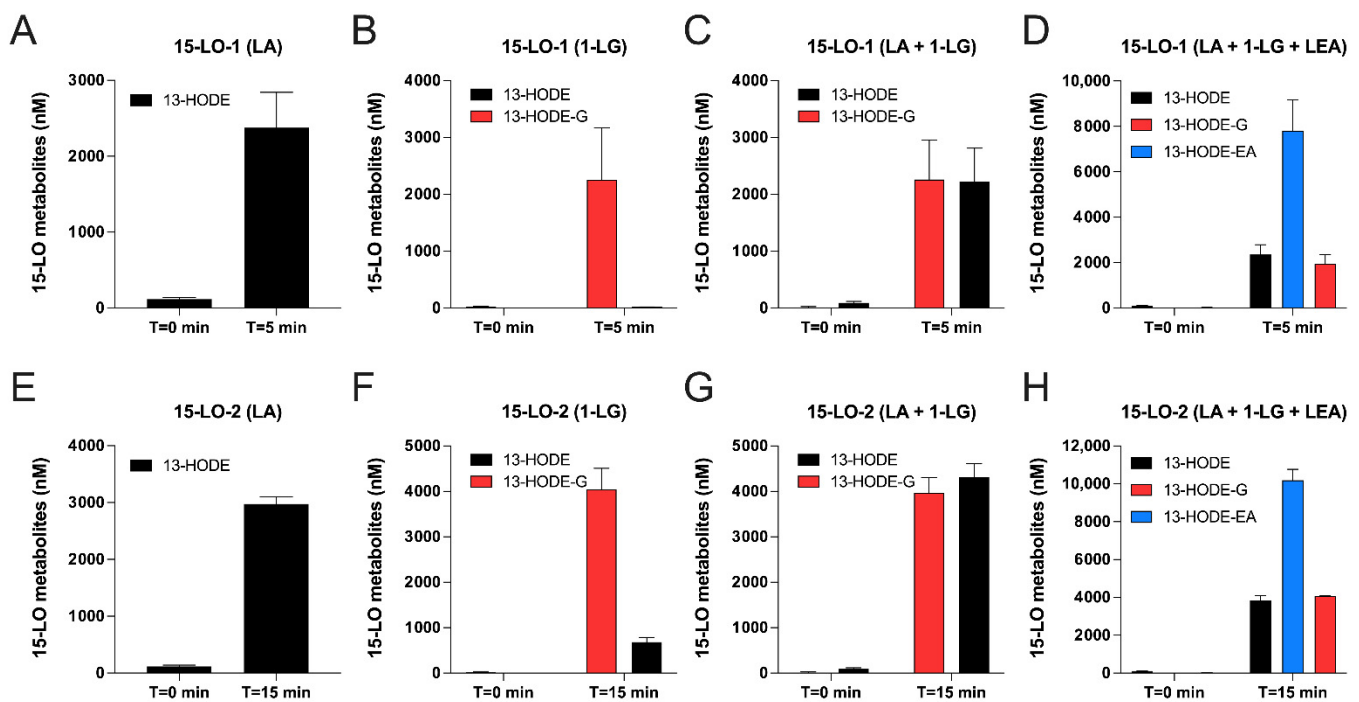 A
15-LO-1 (LA)
15-LO metabolites (nM)
3000
2000
1000
0
13-HODE
T=0 min
T=5 min
B
15-LO-1 (1-LG)
15-LO metabolites (nM)
4000
3000
2000
1000
0
13-HODE
13-HODE-G
T=0 min
T=5 min
C
15-LO-1 (LA + 1-LG)
15-LO metabolites (nM)
4000
3000
2000
1000
0
13-HODE
13-HODE-G
T=0 min
T=5 min
D
15-LO-1 (LA + 1-LG + LEA)
15-LO metabolites (nM)
10,000
8000
6000
4000
2000
0
13-HODE
13-HODE-G
13-HODE-EA
T=0 min
T=5 min
E
15-LO-2 (LA)
15-LO metabolites (nM)
4000
3000
2000
1000
0
13-HODE
T=0 min
T=15 min
F
15-LO-2 (1-LG)
15-LO metabolites (nM)
5000
4000
3000
2000
1000
0
13-HODE
13-HODE-G
T=0 min
T=15 min
G
15-LO-2 (LA + 1-LG)
15-LO metabolites (nM)
5000
4000
3000
2000
1000
0
13-HODE
13-HODE-G
T=0 min
T=15 min
H
15-LO-2 (LA + 1-LG + LEA)
15-LO metabolites (nM)
12,000
10,000
8000
6000
4000
2000
0
13-HODE
13-HODE-G
13-HODE-EA
T=0 min
T=15 min